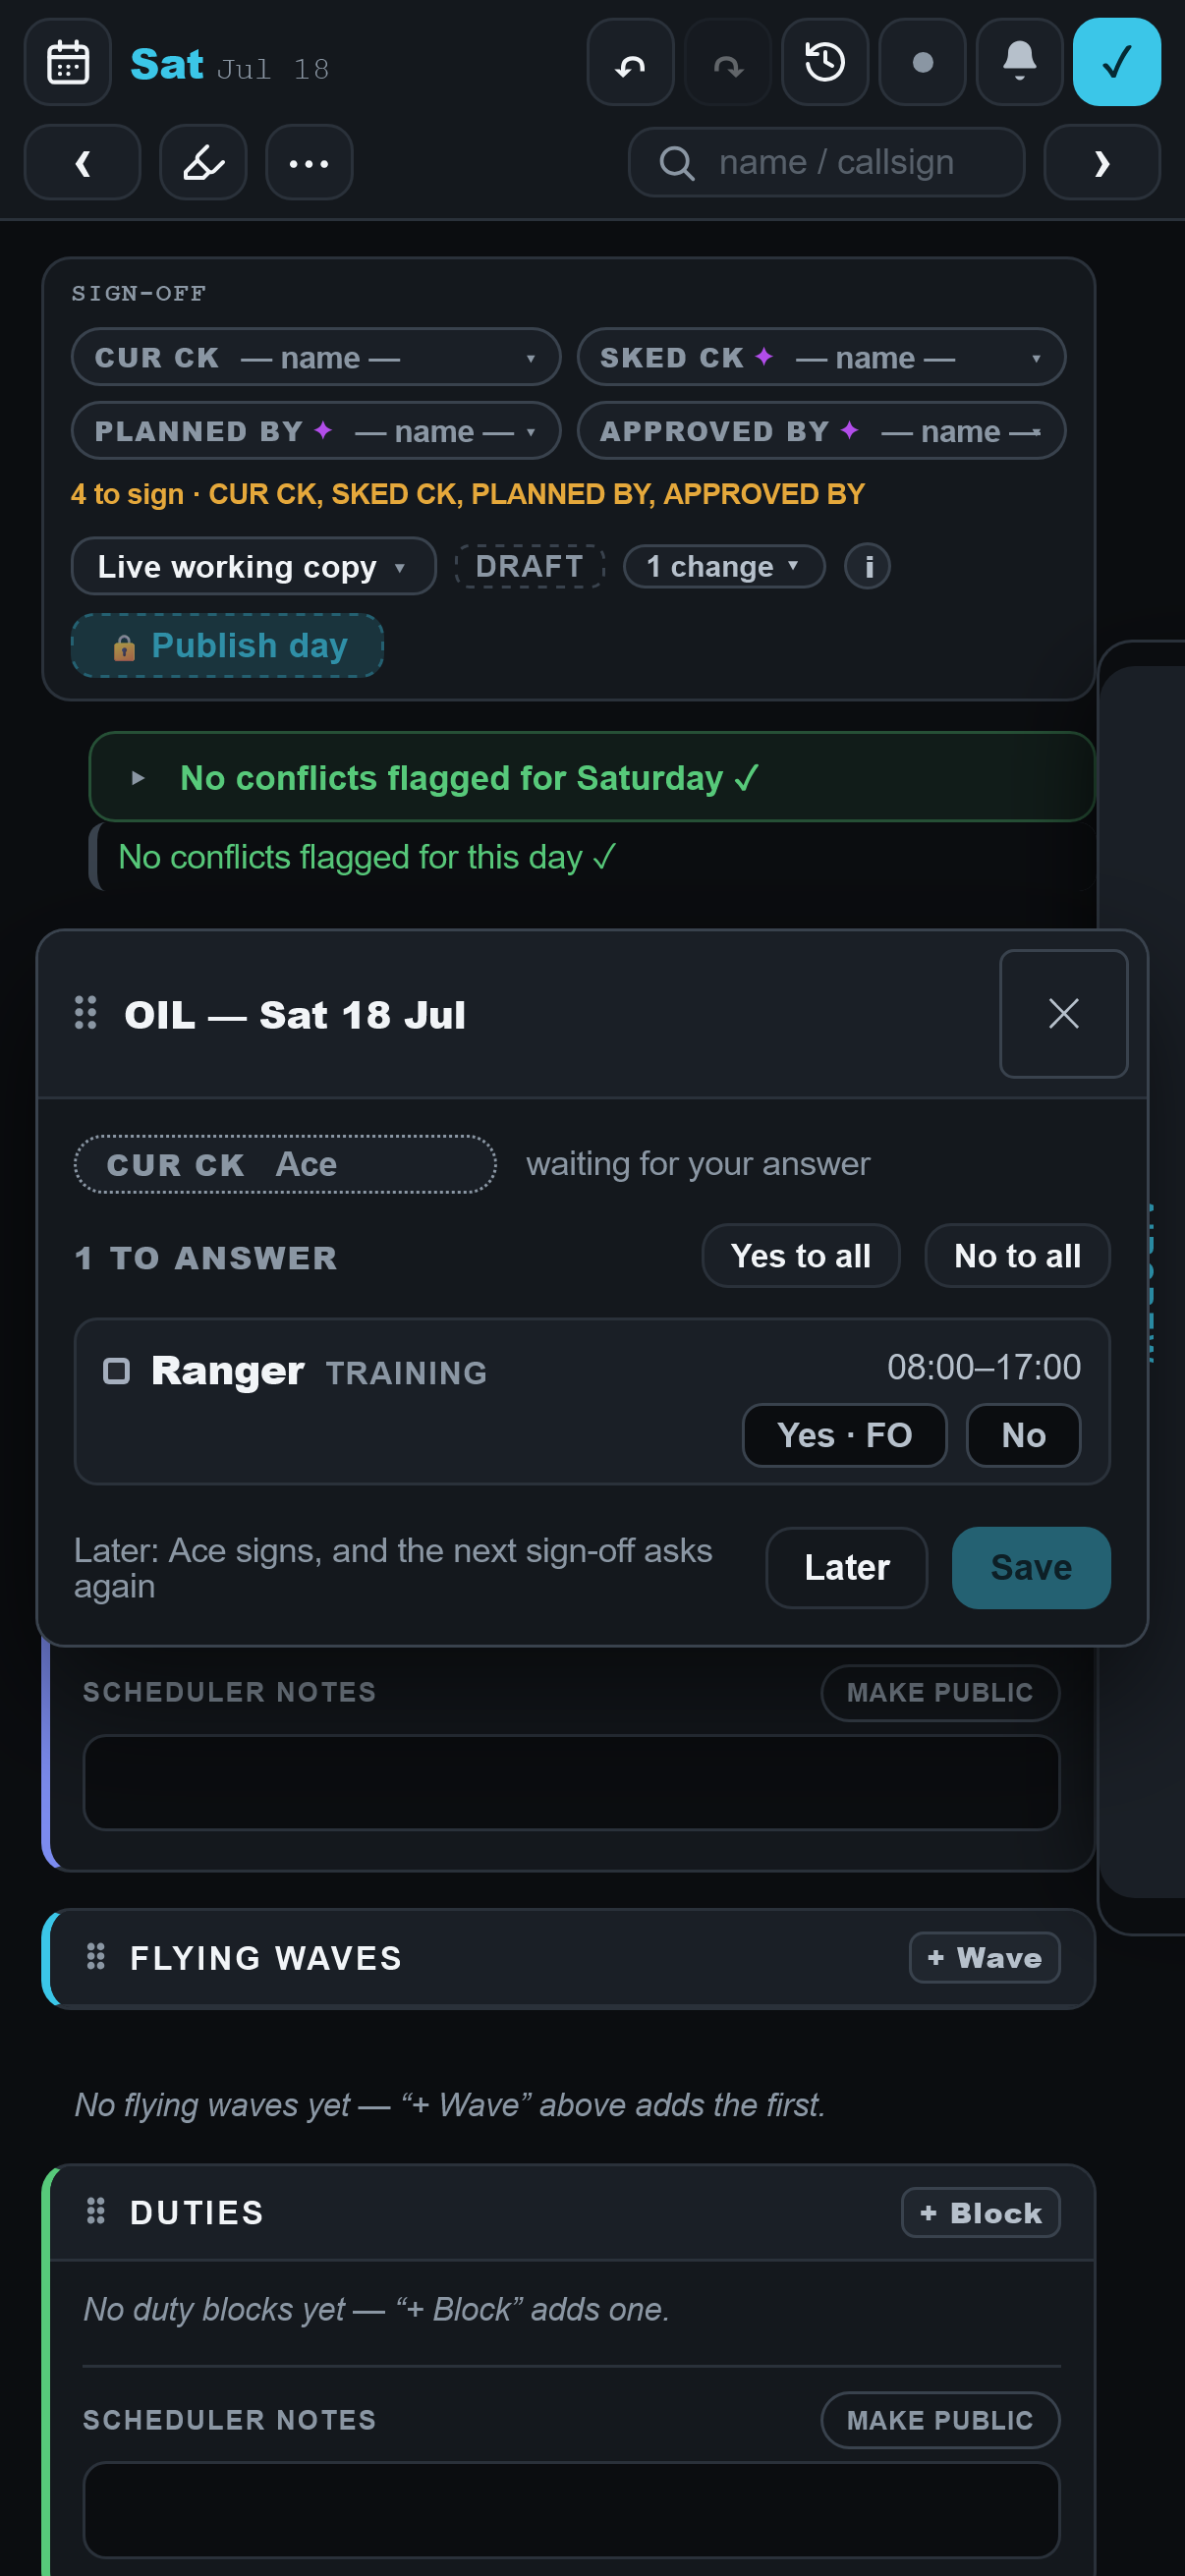 Sat Jul 18
name / callsign
SIGN-OFF
CUR CK — name —
SKED CK — name —
PLANNED BY — name —
APPROVED BY — name —
4 to sign · CUR CK, SKED CK, PLANNED BY, APPROVED BY
Live working copy
DRAFT
1 change
i
Publish day
No conflicts flagged for Saturday ✓
No conflicts flagged for this day ✓
OIL — Sat 18 Jul
CUR CK Ace
waiting for your answer
1 TO ANSWER
Yes to all
No to all
Ranger TRAINING
08:00–17:00
Yes · FO
No
Later: Ace signs, and the next sign-off asks
again
Later
Save
SCHEDULER NOTES
MAKE PUBLIC
FLYING WAVES
+ Wave
No flying waves yet — “+ Wave” above adds the first.
DUTIES
+ Block
No duty blocks yet — “+ Block” adds one.
SCHEDULER NOTES
MAKE PUBLIC